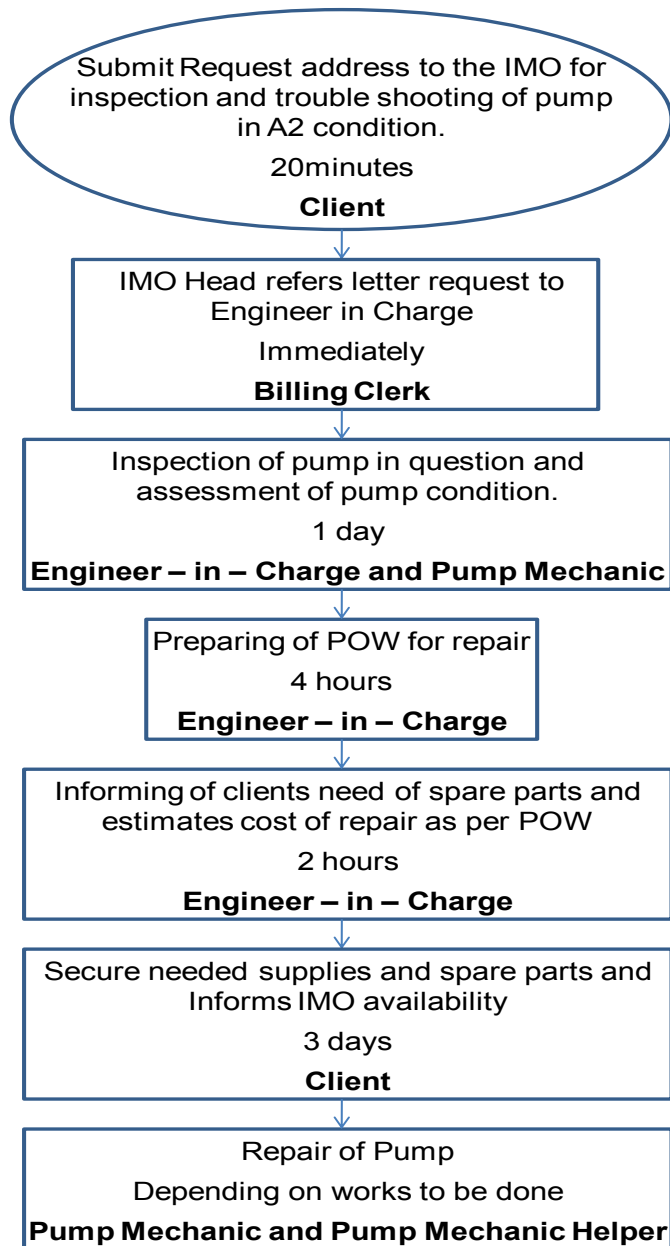 Submit Request address to the IMO for
inspection and trouble shooting of pump
in A2 condition.
20minutes
Client
IMO Head refers letter request to
Engineer in Charge
Immediately
Billing Clerk
Inspection of pump in question and
assessment of pump condition.
1 day
Engineer – in – Charge and Pump Mechanic
Preparing of POW for repair
4 hours
Engineer – in – Charge
Informing of clients need of spare parts and
estimates cost of repair as per POW
2 hours
Engineer – in – Charge
Secure needed supplies and spare parts and
Informs IMO availability
3 days
Client
Repair of Pump
Depending on works to be done
Pump Mechanic and Pump Mechanic Helper